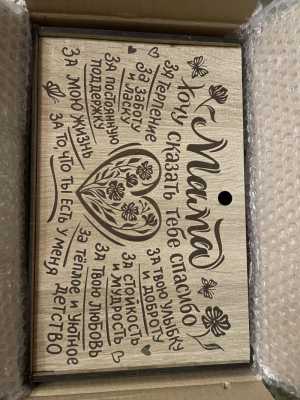 Мама
Хочу сказать тебе спасибо
За терпение
За заботу
и ласку
За постоянную
поддержку
За мою жизнь
За твою улыбку
и доброту
За стойкость
и мудрость
За твою любовь
За теплое и уютное
детство
За то что ты есть у меня